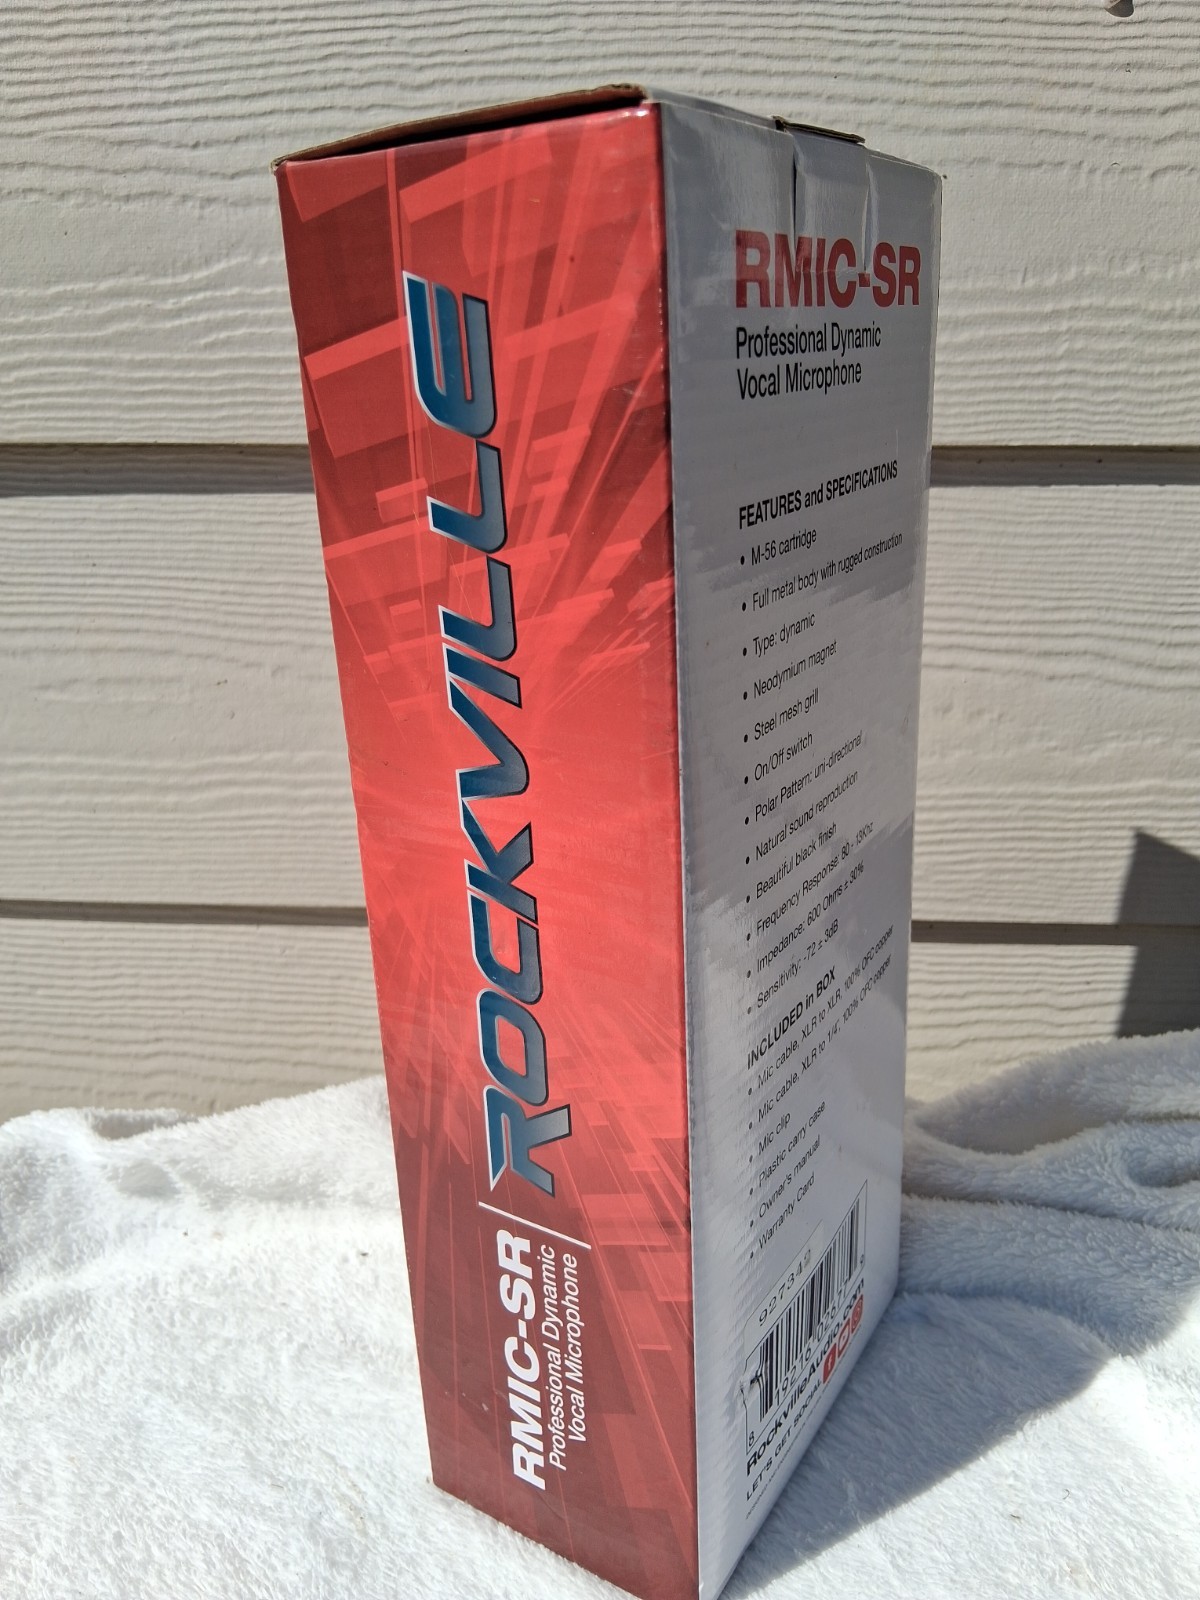 ROCKVILLE
RMIC-SR
Professional Dynamic
Vocal Microphone
RMIC-SR
Professional Dynamic
Vocal Microphone
FEATURES and SPECIFICATIONS
• M-56 cartridge
• Full metal body with rugged construction
• Type: dynamic
• Neodymium magnet
• Steel mesh grill
• On/Off switch
• Polar Pattern: uni-directional
• Natural sound reproduction
• Beautiful black finish
• Frequency Response: 80 - 13Khz
• Impedance: 600 Ohms ± 30%
• Sensitivity: -72 ± 3dB
INCLUDED in BOX
• Mic cable, XLR to XLR, 100% OFC copper
• Mic cable, XLR to 1/4", 100% OFC copper
• Mic clip
• Plastic carry case
• Owner's manual
• Warranty Card
927342
8
RockvilleAudio.com
LET'S GET SOCIAL